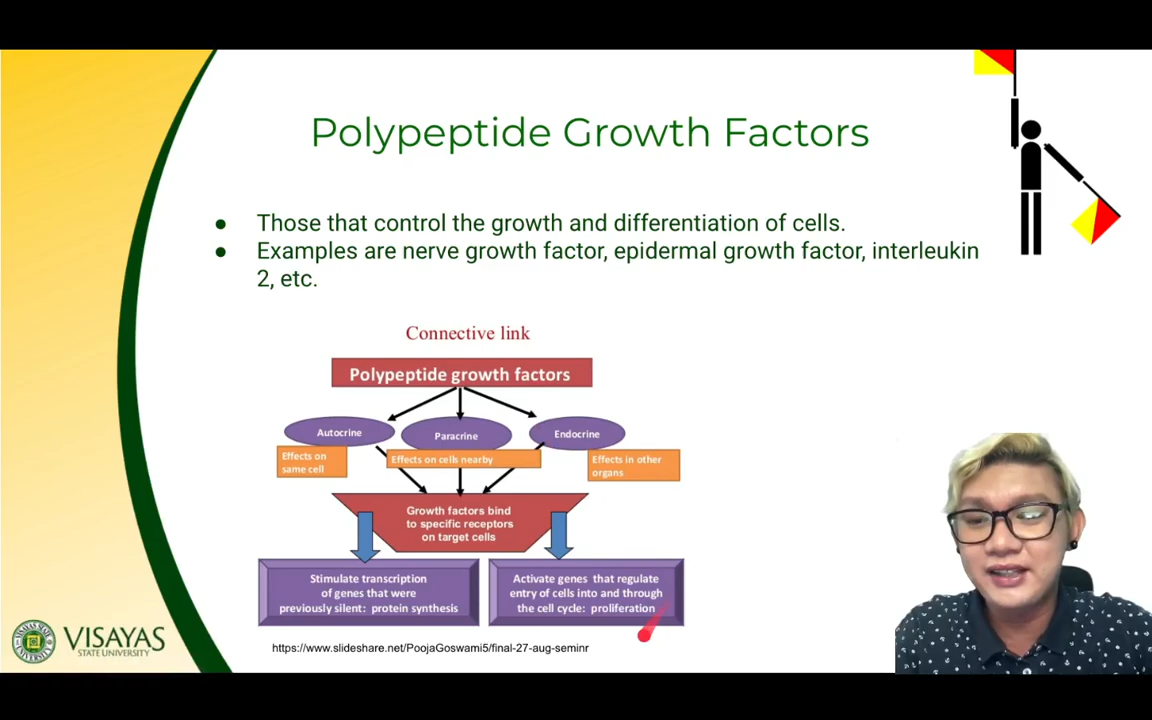 Polypeptide Growth Factors
● Those that control the growth and differentiation of cells.
● Examples are nerve growth factor, epidermal growth factor, interleukin
2, etc.
Connective link
Polypeptide growth factors
Autocrine
Paracrine
Endocrine
Effects on
same cell
Effects on cells nearby
Effects in other
organs
Growth factors bind
to specific receptors
on target cells
Stimulate transcription
of genes that were
previously silent: protein synthesis
Activate genes that regulate
entry of cells into and through
the cell cycle: proliferation
https://www.slideshare.net/PoojaGoswami5/final-27-aug-seminr
VISAYAS
STATE UNIVERSITY